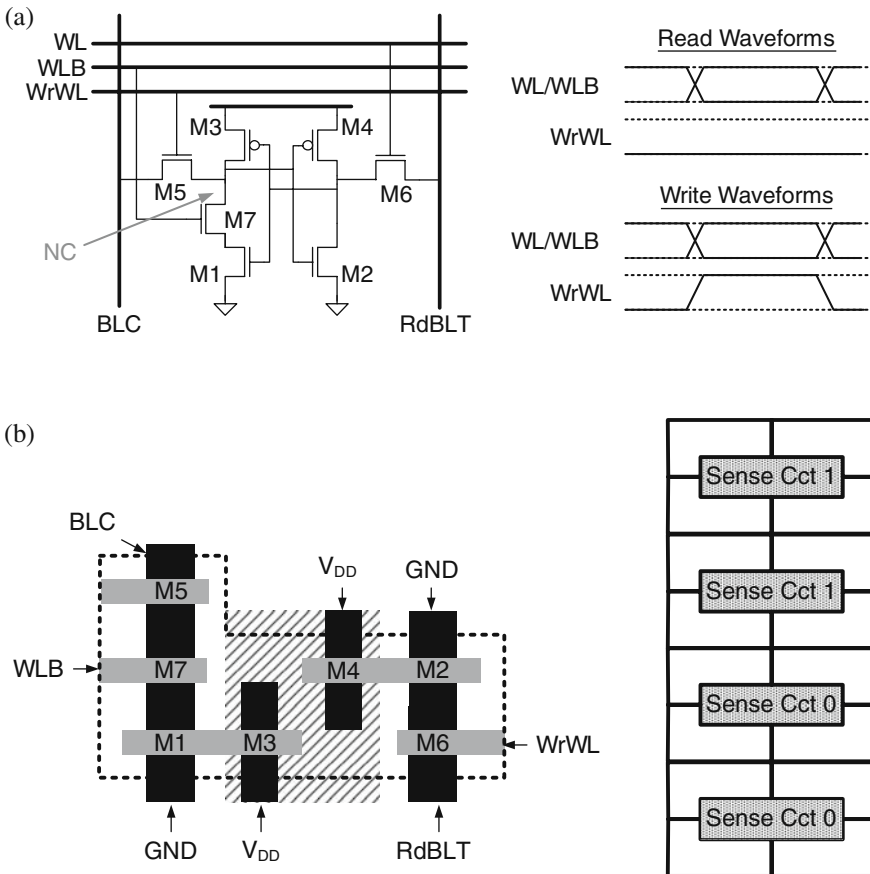 (a)
WL
WLB
WrWL
M3
M4
M5
M6
M7
NC
M1
M2
BLC
RdBLT
Read Waveforms
WL/WLB
WrWL
Write Waveforms
WL/WLB
WrWL
(b)
BLC
M5
VDD
GND
WLB
M7
M4
M2
M1
M3
M6
WrWL
GND
VDD
RdBLT
Sense Cct 1
Sense Cct 1
Sense Cct 0
Sense Cct 0